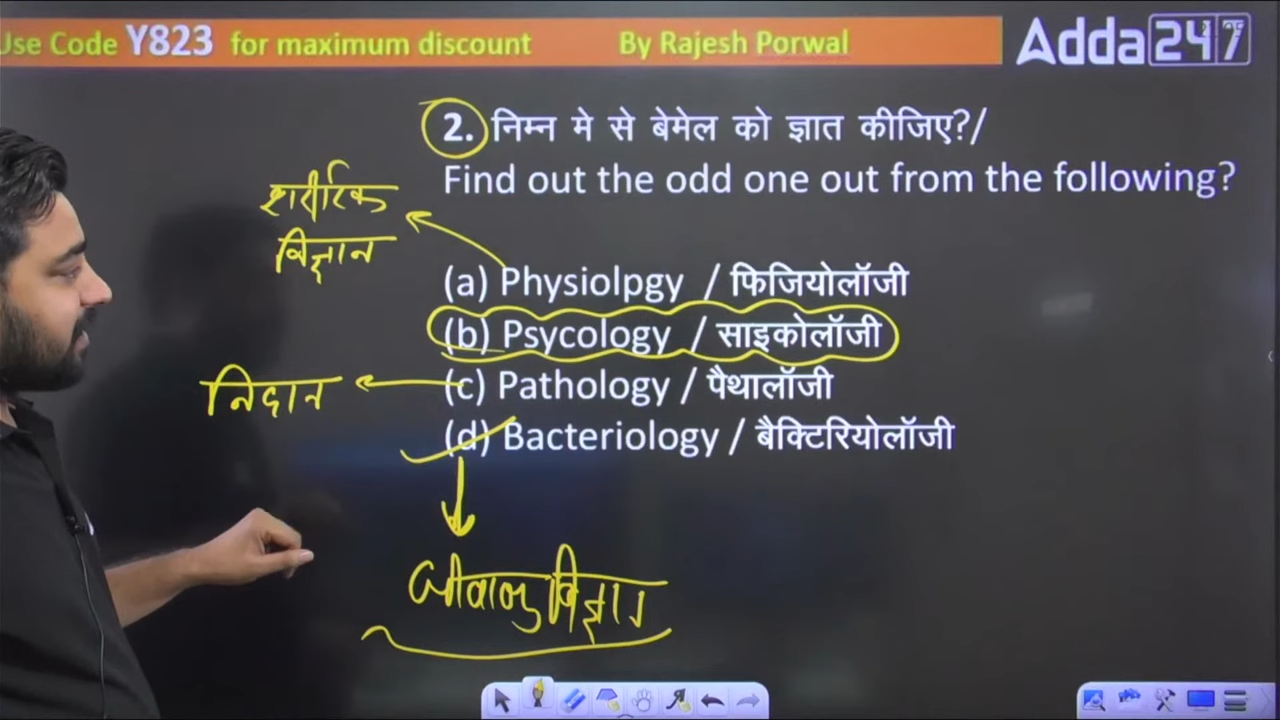 Use Code Y823 for maximum discount By Rajesh Porwal
Adda247
2. निम्न मे से बेमेल को ज्ञात कीजिए?/
Find out the odd one out from the following?
शारीरिक
विज्ञान
(a) Physiolpgy / फिजियोलॉजी
(b) Psycology / साइकोलॉजी
(c) Pathology / पैथालॉजी
निदान
(d) Bacteriology / बैक्टिरियोलॉजी
जीवाणु विज्ञान